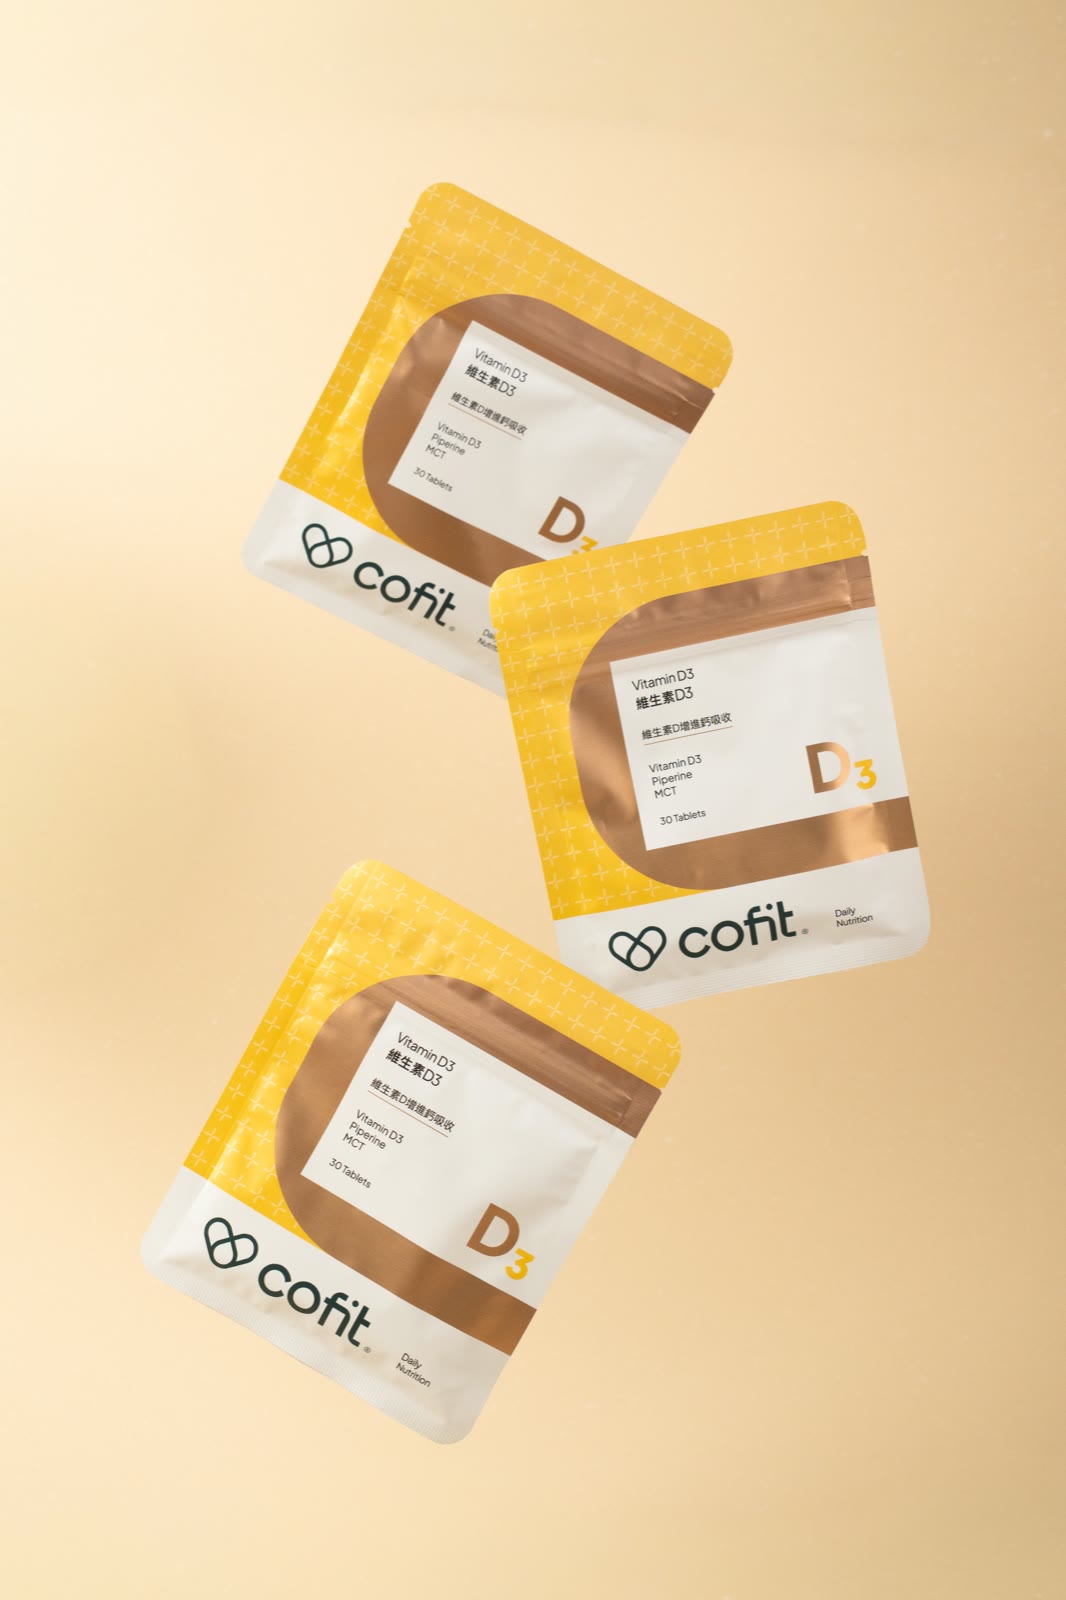 Vitamin D3
維生素D3
維生素D增進鈣吸收
Vitamin D3
Piperine
MCT
30 Tablets
D3
cofit®
Vitamin D3
維生素D3
維生素D增進鈣吸收
Vitamin D3
Piperine
MCT
30 Tablets
D3
cofit®
Daily
Nutrition
Vitamin D3
維生素D3
維生素D增進鈣吸收
Vitamin D3
Piperine
MCT
30 Tablets
D3
cofit®
Daily
Nutrition